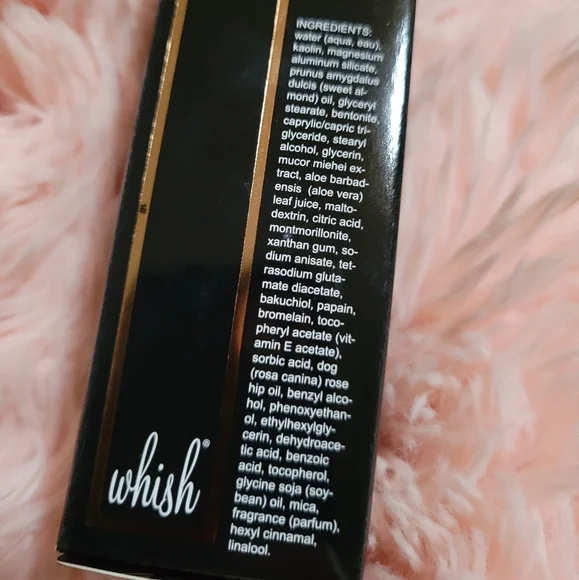 INGREDIENTS:
water (aqua, eau),
kaolin, magnesium
aluminum silicate,
prunus amygdalus
dulcis (sweet al-
mond) oil, glyceryl
stearate, bentonite,
caprylic/capric tri-
glyceride, stearyl
alcohol, glycerin,
mucor miehei ex-
tract, aloe barbad-
ensis (aloe vera)
leaf juice, malto-
dextrin, citric acid,
montmorillonite,
xanthan gum, so-
dium anisate, tet-
rasodium gluta-
mate diacetate,
bakuchiol, papain,
bromelain, toco-
pheryl acetate (vit-
amin E acetate),
sorbic acid, dog
(rosa canina) rose
hip oil, benzyl alco-
hol, phenoxyethan-
ol, ethylhexylgly-
cerin, dehydroace-
tic acid, benzoic
acid, tocopherol,
glycine soja (soy-
bean) oil, mica,
fragrance (parfum),
hexyl cinnamal,
linalool.
whish®